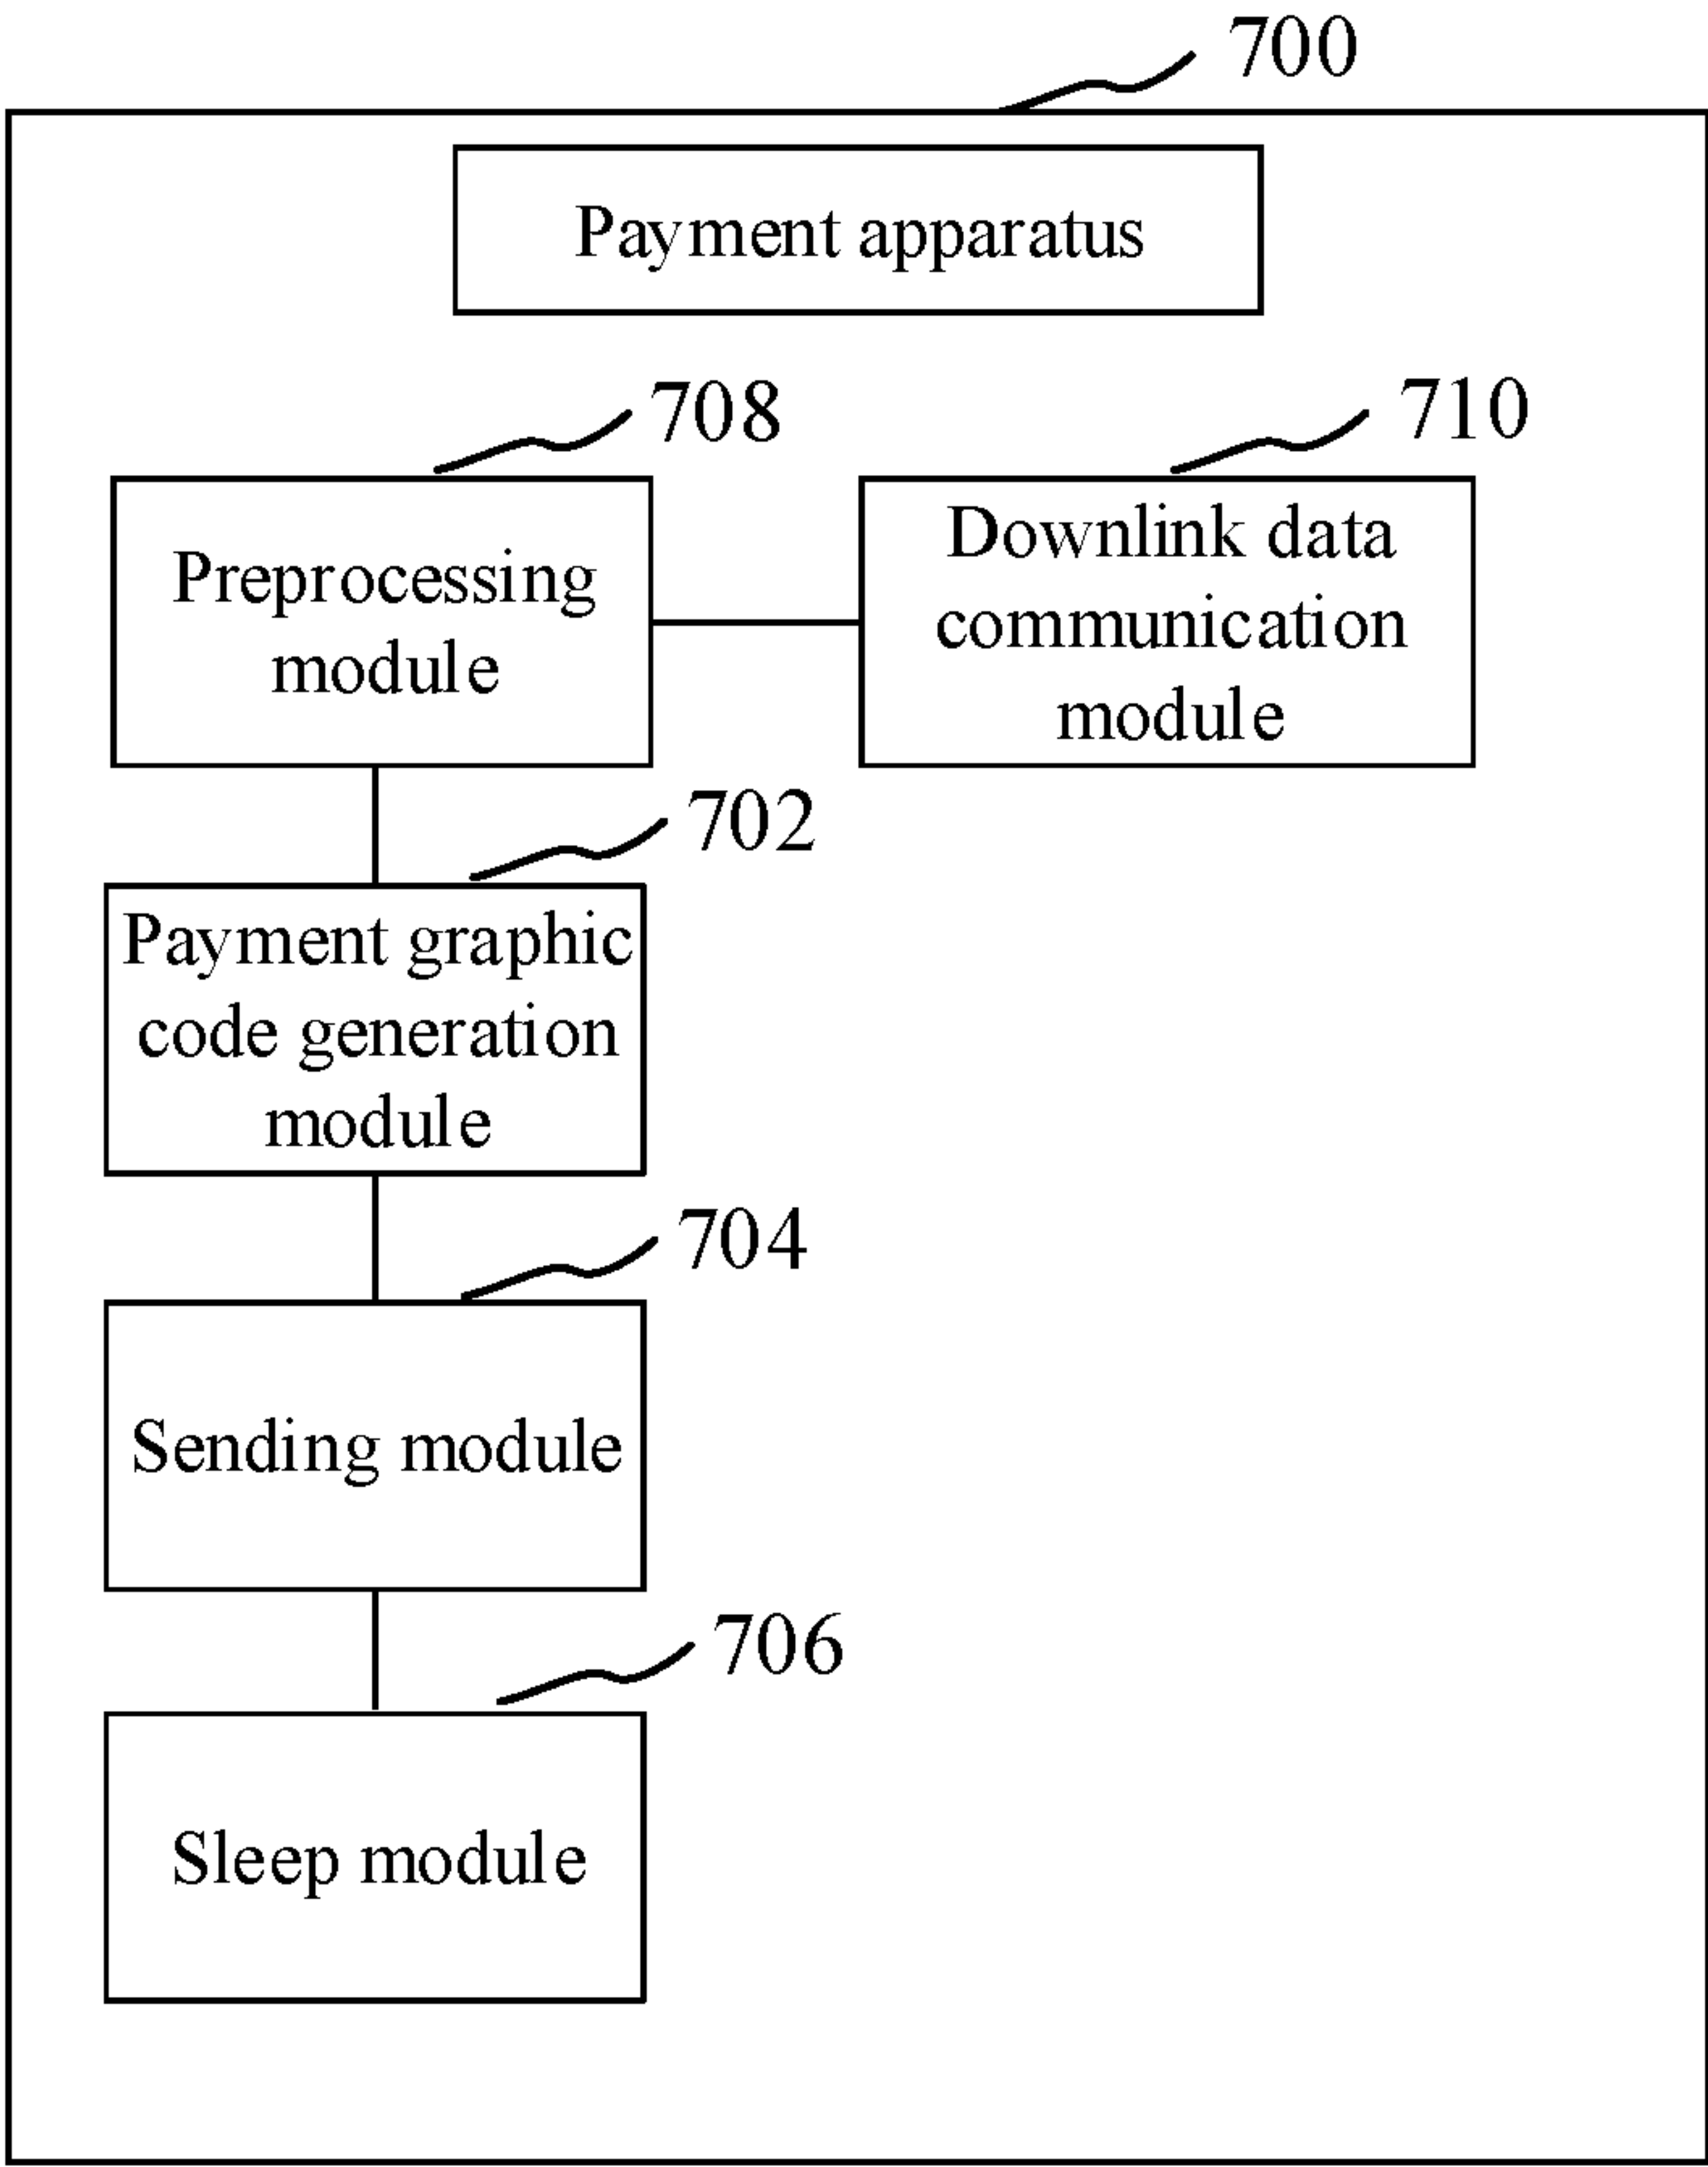 700
Payment apparatus
708
710
Preprocessing
module
Downlink data
communication
module
702
Payment graphic
code generation
module
704
Sending module
706
Sleep module